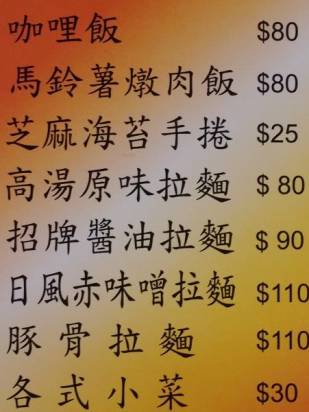 咖哩飯 $80
馬鈴薯燉肉飯 $80
芝麻海苔手捲 $25
高湯原味拉麵 $ 80
招牌醬油拉麵 $ 90
日風赤味噌拉麵 $110
豚骨拉麵 $110
各式小菜 $30